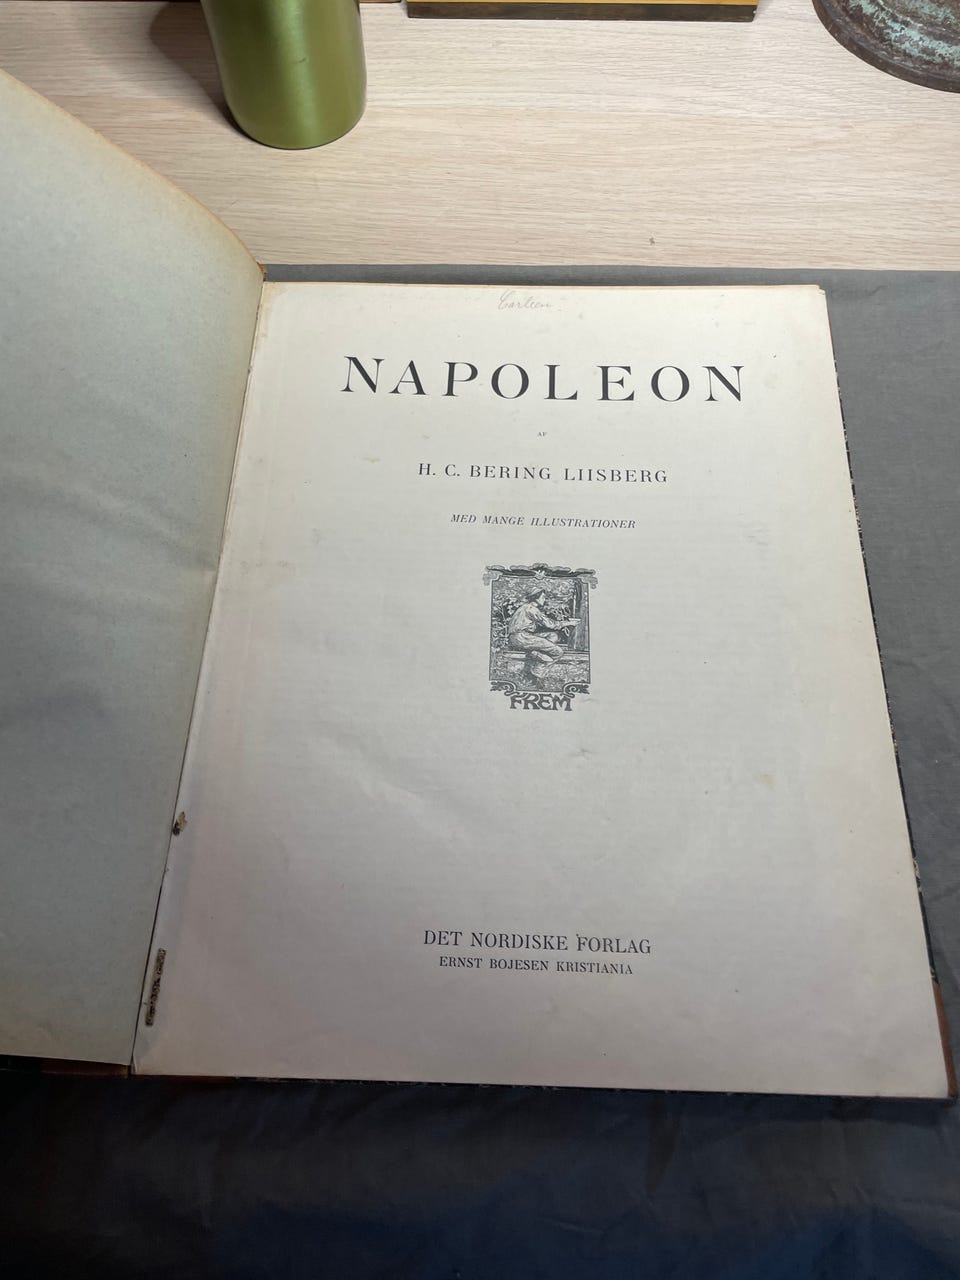 NAPOLEON
AF
H. C. BERING LIISBERG
MED MANGE ILLUSTRATIONER
FREM
DET NORDISKE FORLAG
ERNST BOJESEN KRISTIANIA